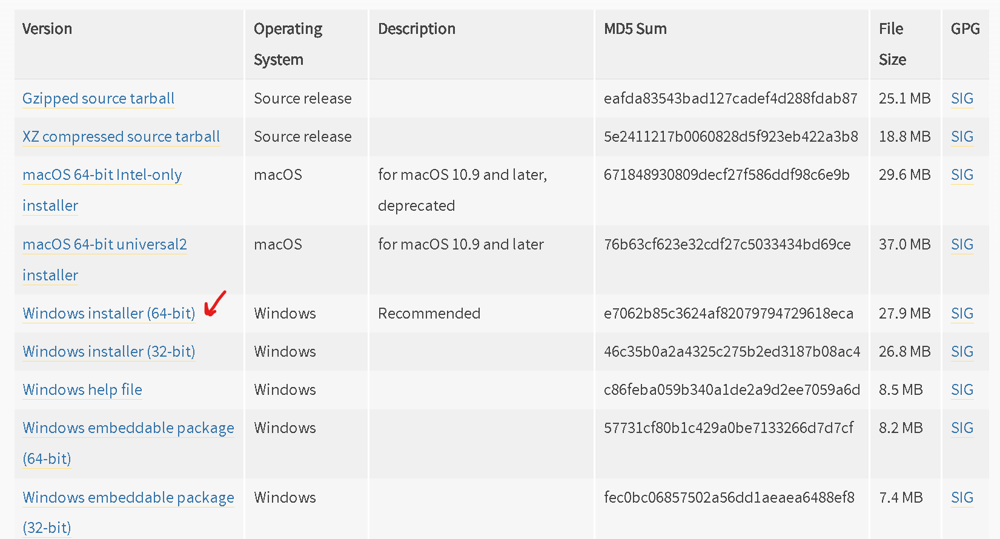 Version Operating Description MD5 Sum File GPG
System Size
Gzipped source tarball Source release eafda83543bad127cadef4d288fdab87 25.1 MB SIG
XZ compressed source tarball Source release 5e2411217b0060828d5f923eb422a3b8 18.8 MB SIG
macOS 64-bit Intel-only macOS for macOS 10.9 and later, 671848930809decf27f586ddf98c6e9b 29.6 MB SIG
installer deprecated
macOS 64-bit universal2 macOS for macOS 10.9 and later 76b63cf623e32cdf27c5033434bd69ce 37.0 MB SIG
installer
Windows installer (64-bit) Windows Recommended e7062b85c3624af82079794729618eca 27.9 MB SIG
Windows installer (32-bit) Windows 46c35b0a2a4325c275b2ed3187b08ac4 26.8 MB SIG
Windows help file Windows c86feba059b340a1de2a9d2ee7059a6d 8.5 MB SIG
Windows embeddable package Windows 57731cf80b1c429a0be7133266d7d7cf 8.2 MB SIG
(64-bit)
Windows embeddable package Windows fec0bc06857502a56dd1aeaea6488ef8 7.4 MB SIG
(32-bit)